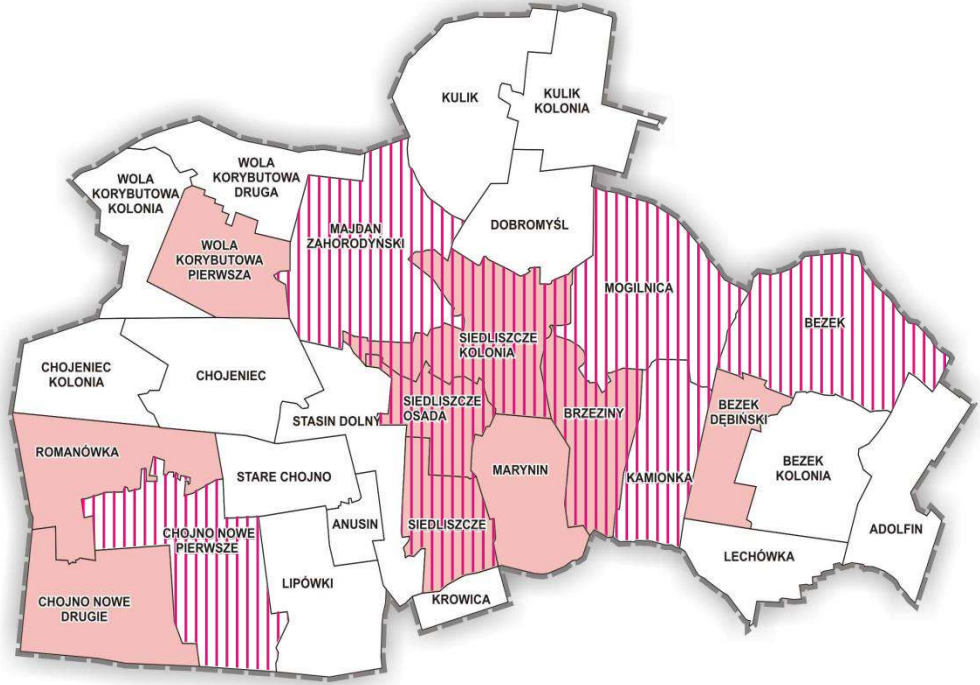 KULIK
KULIK
KOLONIA
WOLA
KORYBUTOWA
DRUGA
WOLA
KORYBUTOWA
KOLONIA
DOBROMYŚL
MAJDAN
ZAHORODYŃSKI
WOLA
KORYBUTOWA
PIERWSZA
MOGILNICA
BEZEK
SIEDLISZCZE
KOLONIA
CHOJENIEC
KOLONIA
CHOJENIEC
SIEDLISZCZE
OSADA
BRZEZINY
BEZEK
DĘBIŃSKI
STASIN DOLNY
ROMANÓWKA
STARE CHOJNO
MARYNIN
KAMIONKA
BEZEK
KOLONIA
ANUSIN
SIEDLISZCZE
ADOLFIN
CHOJNO NOWE
PIERWSZE
LECHÓWKA
LIPÓWKI
KROWICA
CHOJNO NOWE
DRUGIE